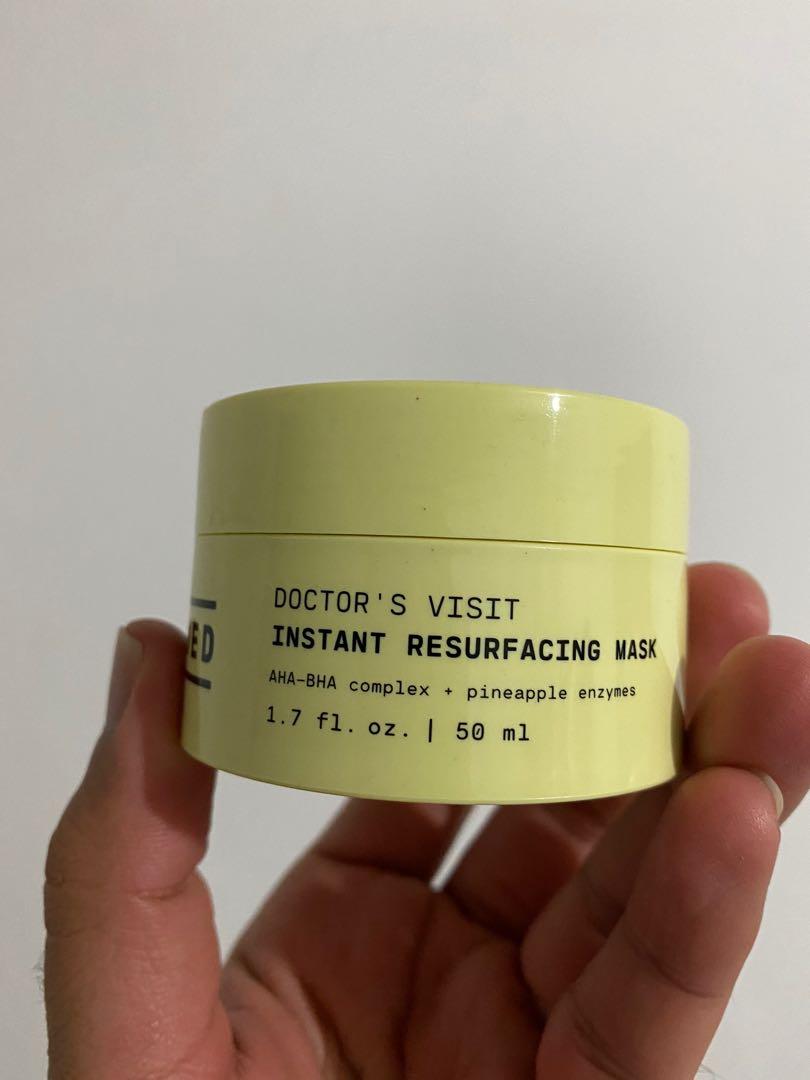 DOCTOR'S VISIT
INSTANT RESURFACING MASK
AHA-BHA complex + pineapple enzymes
1.7 fl. oz. | 50 ml